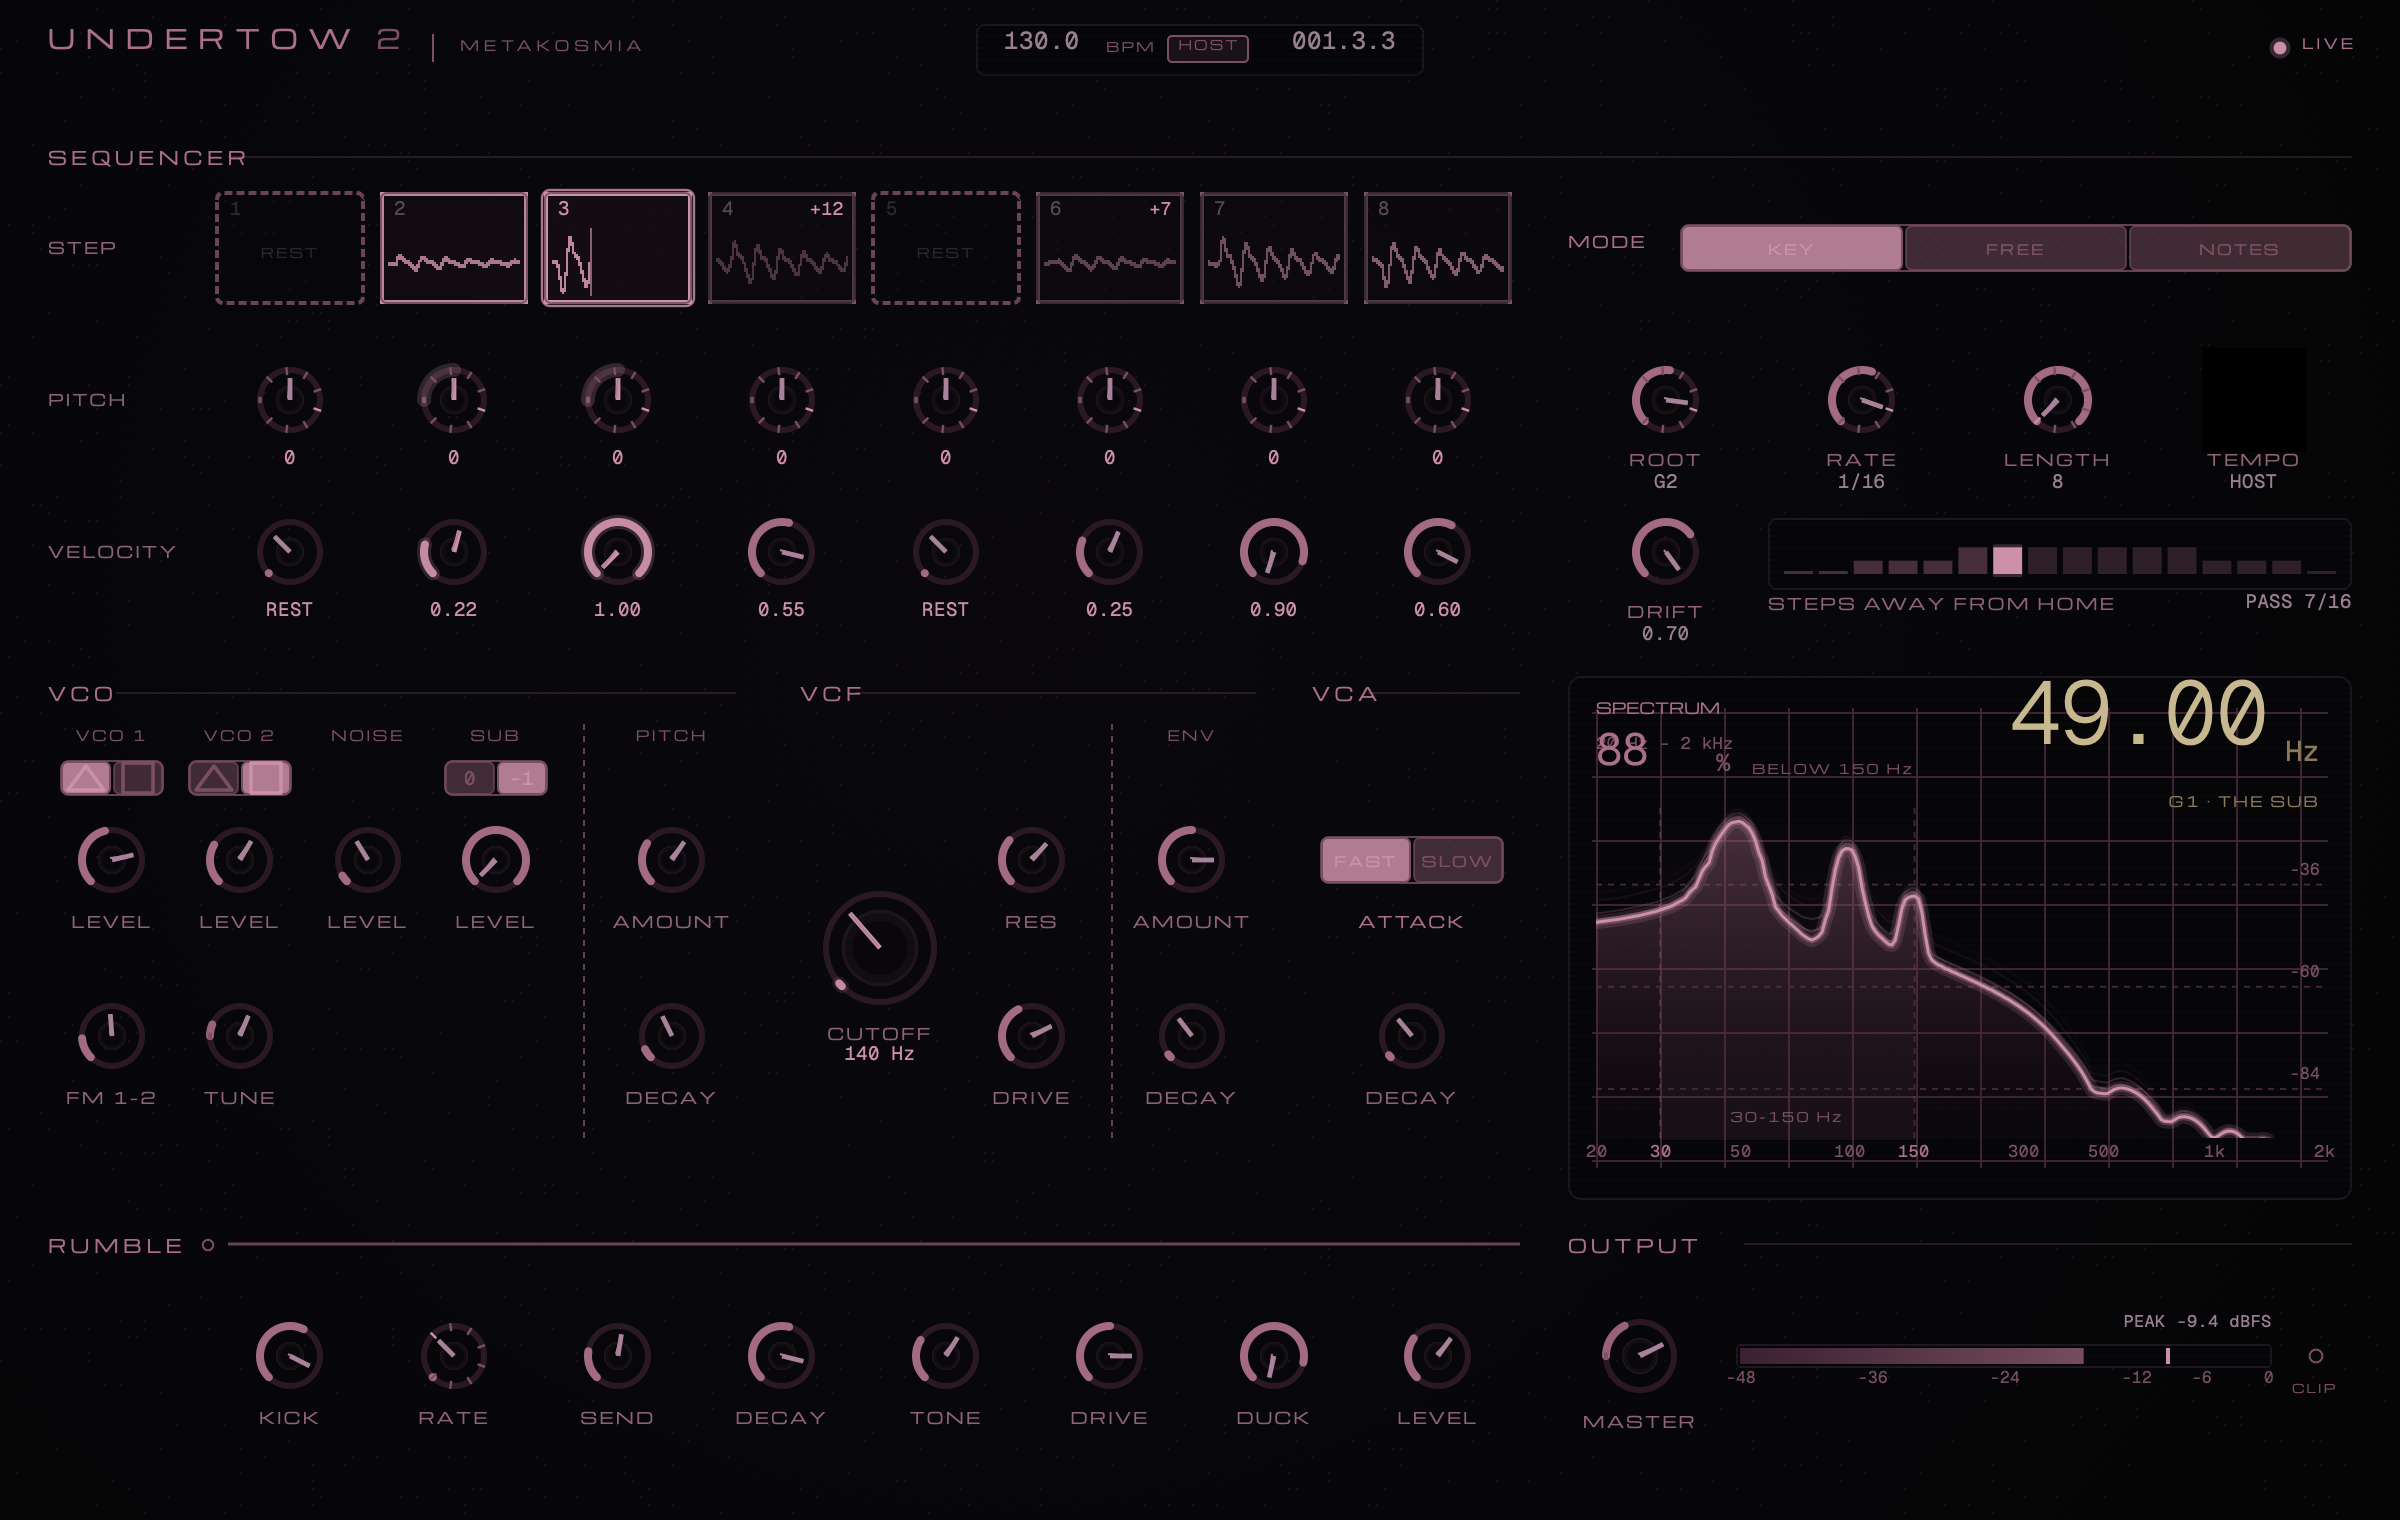 UNDERTOW 2 | METAKOSMIA
130.0 BPM HOST 001.3.3
LIVE
SEQUENCER
STEP
1 REST
2
3
4 +12
5 REST
6 +7
7
8
MODE KEY FREE NOTES
PITCH
0 0 0 0 0 0 0 0
ROOT RATE LENGTH TEMPO
G2 1/16 8 HOST
VELOCITY
REST 0.22 1.00 0.55 REST 0.25 0.90 0.60
DRIFT
0.70
STEPS AWAY FROM HOME PASS 7/16
VCO VCF VCA
VCO 1 VCO 2 NOISE SUB PITCH ENV
0 -1
FAST SLOW
LEVEL LEVEL LEVEL LEVEL AMOUNT RES AMOUNT ATTACK
CUTOFF
140 Hz
FM 1-2 TUNE DECAY DRIVE DECAY DECAY
SPECTRUM
20 Hz - 2 kHz
88 % BELOW 150 Hz
49.00 Hz
G1 · THE SUB
-36
-60
-84
30-150 Hz
20 30 50 100 150 300 500 1k 2k
RUMBLE
KICK RATE SEND DECAY TONE DRIVE DUCK LEVEL
OUTPUT
MASTER
PEAK -9.4 dBFS
-48 -36 -24 -12 -6 0
CLIP